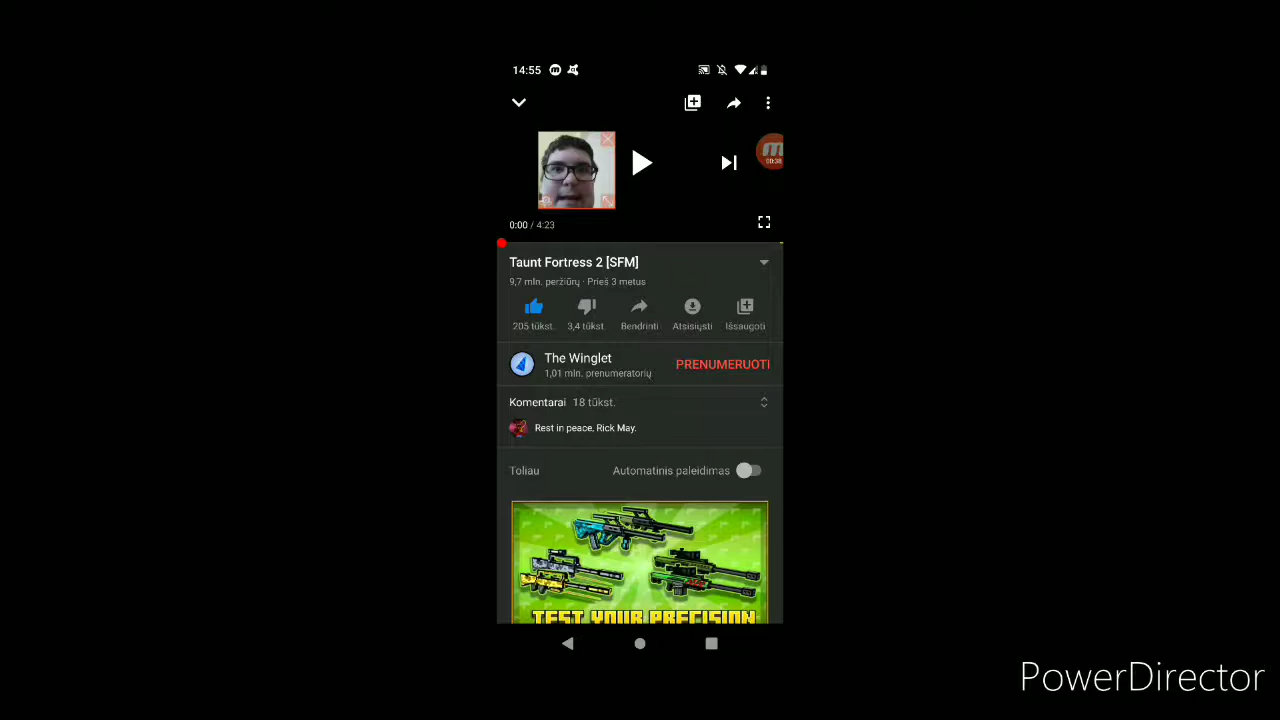 14:55
00:38
0:00 / 4:23
Taunt Fortress 2 [SFM]
9,7 mln. peržiūrų · Prieš 3 metus
205 tūkst. 3,4 tūkst. Bendrinti Atsisiųsti Išsaugoti
The Winglet
1,01 mln. prenumeratorių
PRENUMERUOTI
Komentarai 18 tūkst.
Rest in peace, Rick May.
Toliau Automatinis paleidimas
TEST YOUR PRECISION
PowerDirector